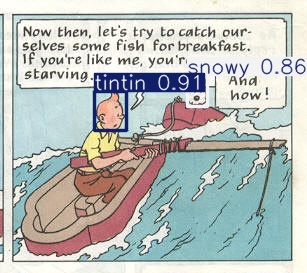 Now then, let's try to catch our-
selves some fish for breakfast.
If you're like me, you'r
starving.
snowy 0.86
tintin 0.91
And
how!